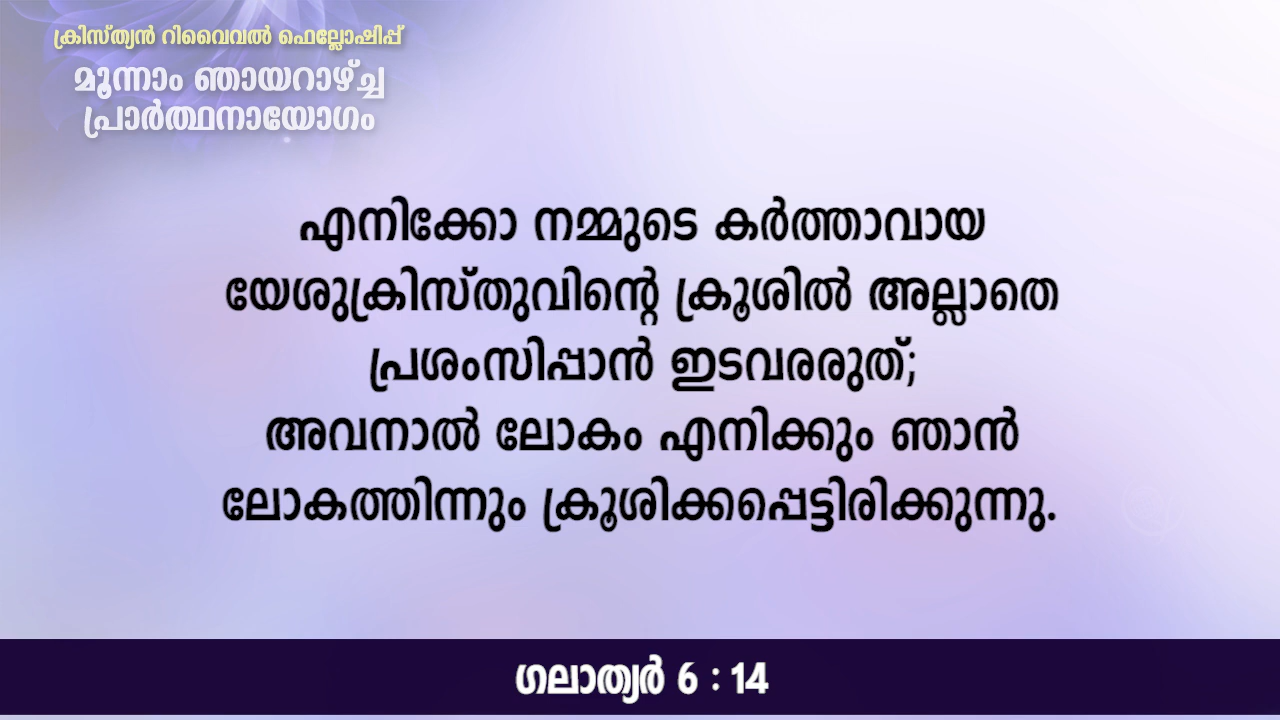 ക്രിസ്ത്യൻ റിവൈവൽ ഫെല്ലോഷിപ്പ്
മൂന്നാം ഞായറാഴ്ച്ച
പ്രാർത്ഥനായോഗം
എനിക്കോ നമ്മുടെ കർത്താവായ
യേശുക്രിസ്തുവിന്റെ ക്രൂശിൽ അല്ലാതെ
പ്രശംസിപ്പാൻ ഇടവരരുത്;
അവനാൽ ലോകം എനിക്കും ഞാൻ
ലോകത്തിന്നും ക്രൂശിക്കപ്പെട്ടിരിക്കുന്നു.
ഗലാത്യർ 6 : 14